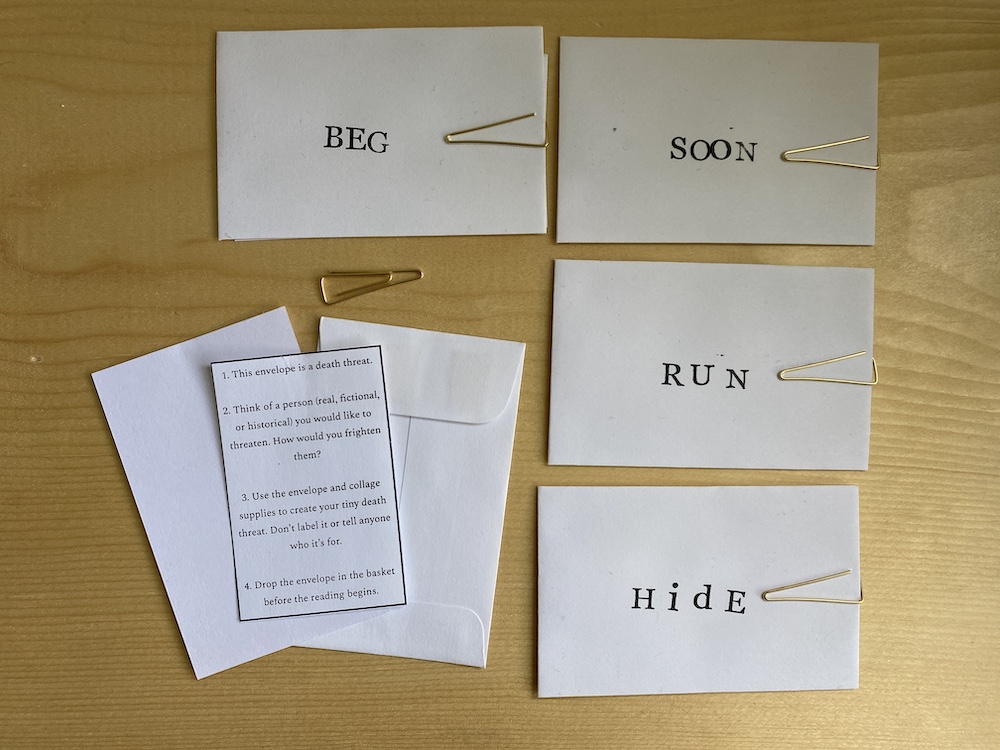 BEG
SOON
RUN
HidE
1. This envelope is a death threat.
2. Think of a person (real, fictional,
or historical) you would like to
threaten. How would you frighten
them?
3. Use the envelope and collage
supplies to create your tiny death
threat. Don't label it or tell anyone
who it's for.
4. Drop the envelope in the basket
before the reading begins.